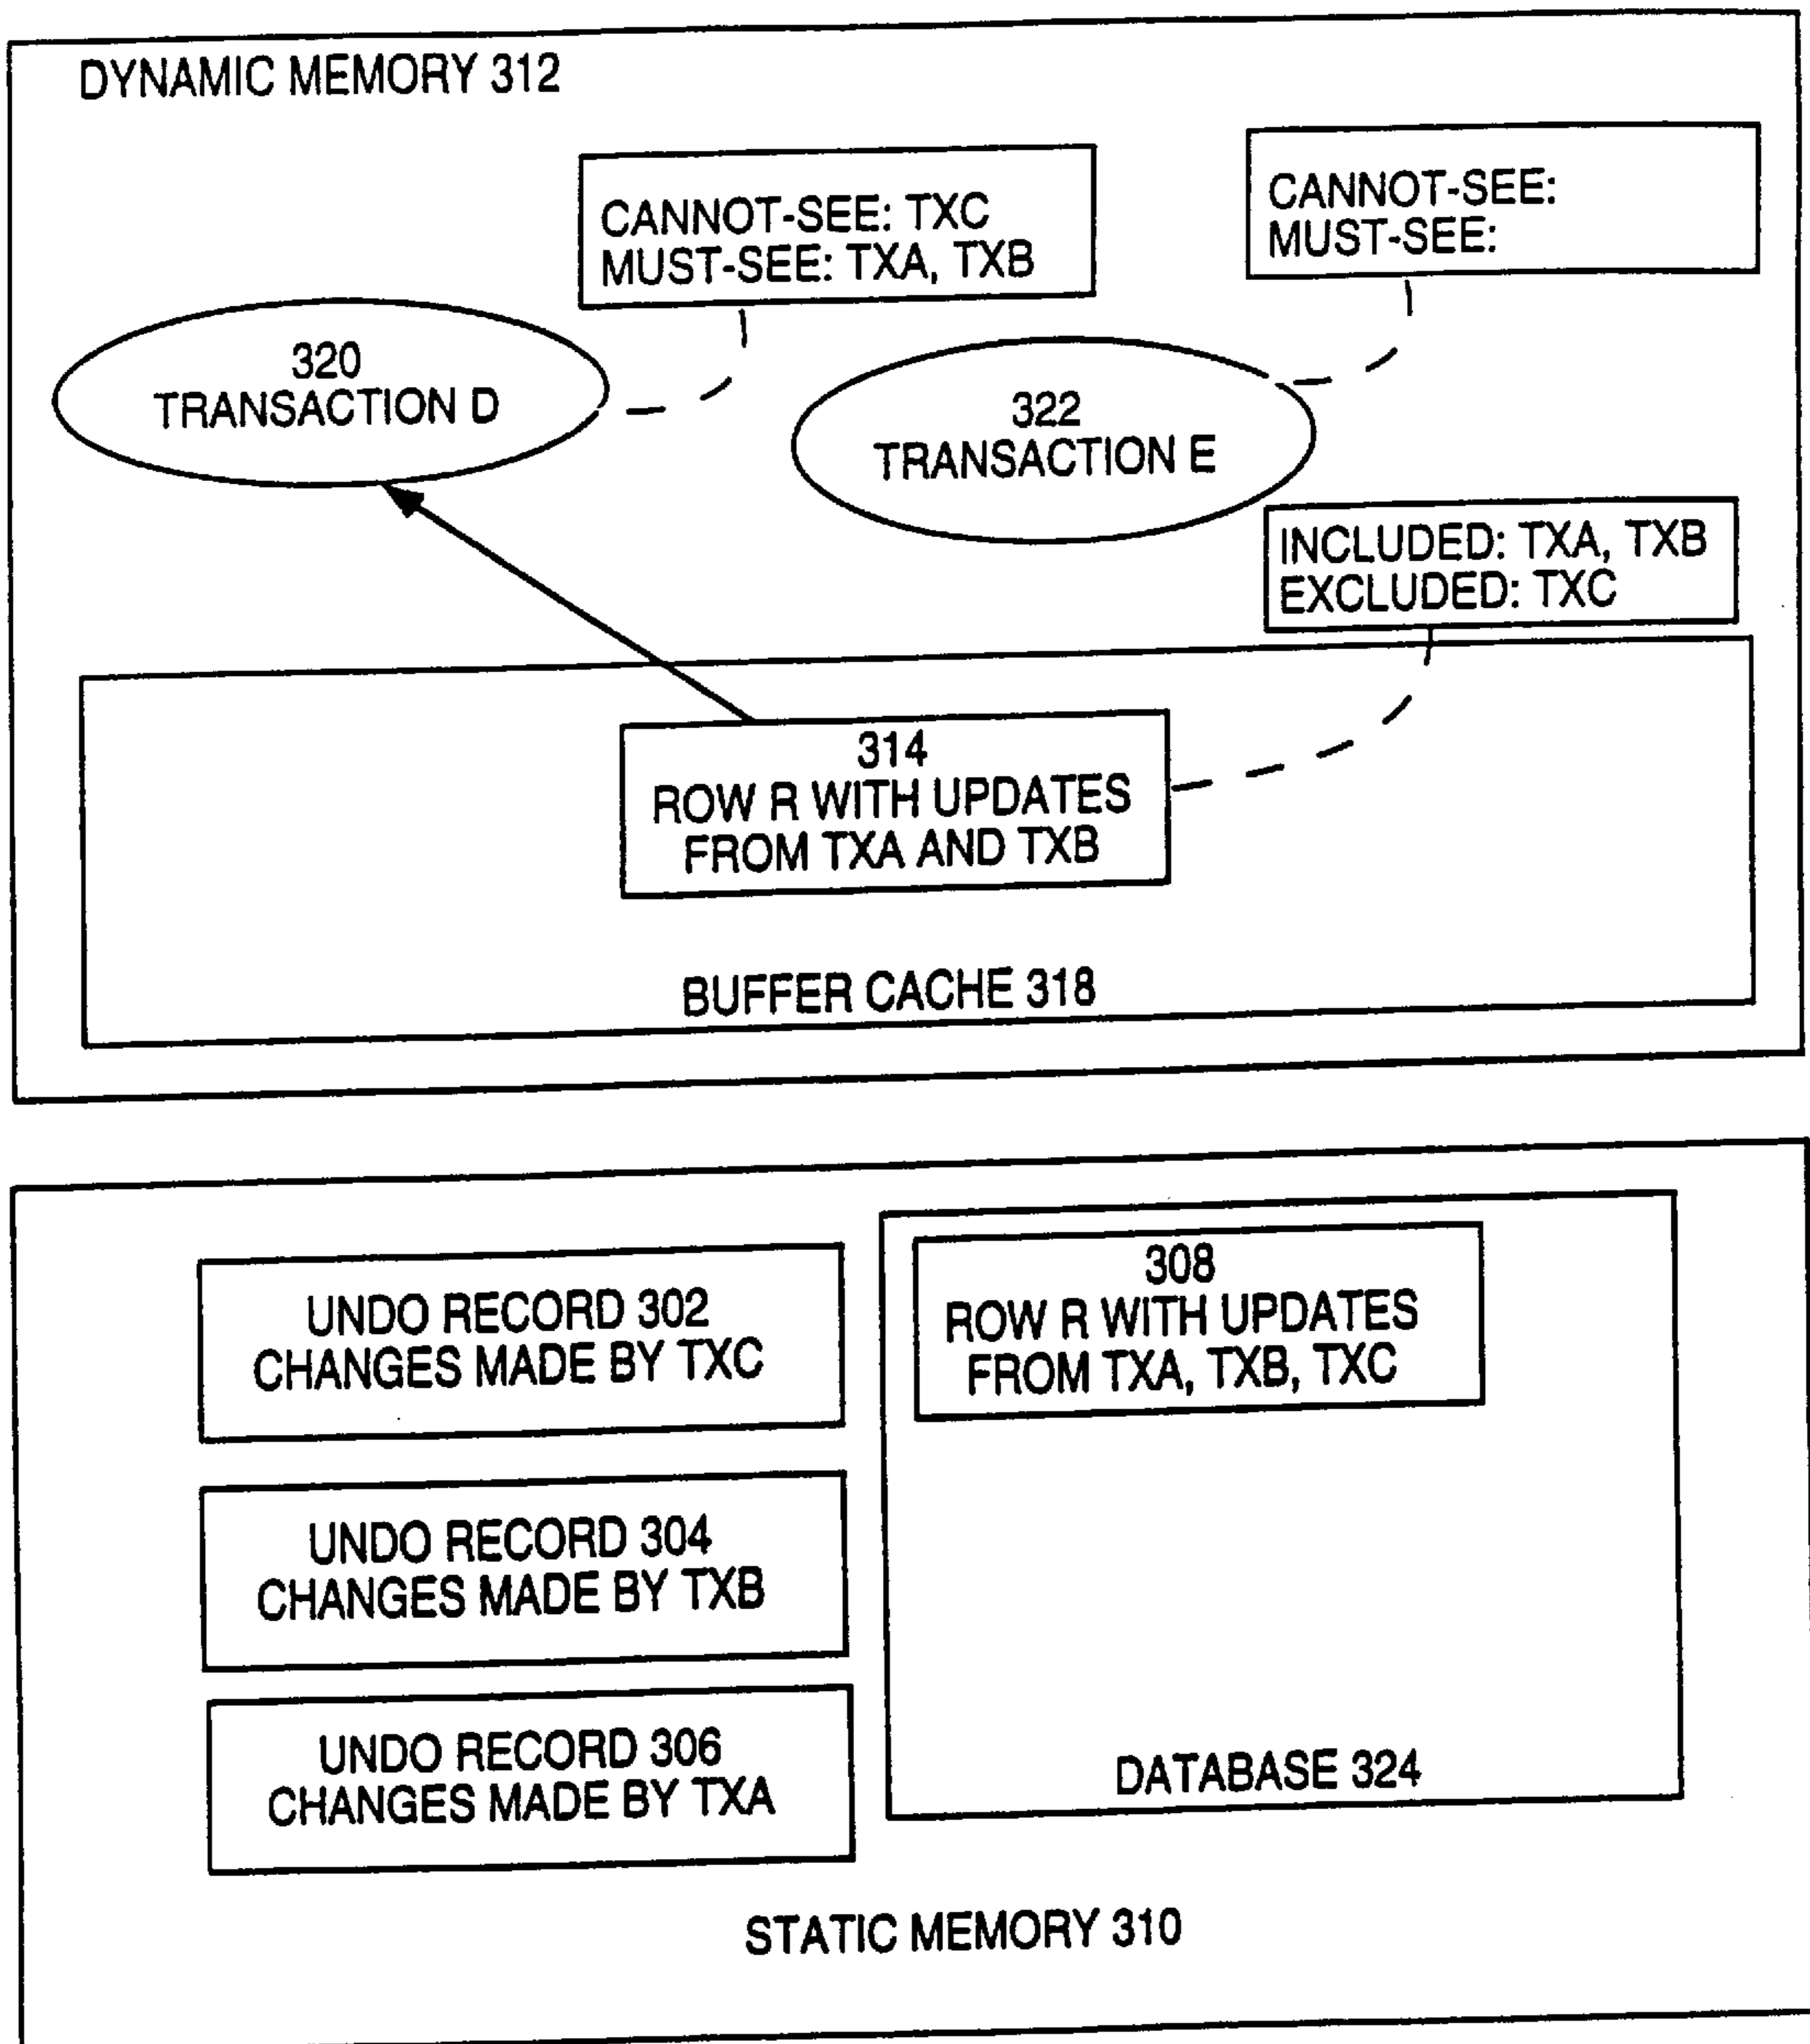 DYNAMIC MEMORY 312
CANNOT-SEE: TXC
MUST-SEE: TXA, TXB
CANNOT-SEE:
MUST-SEE:
320
TRANSACTION D
322
TRANSACTION E
INCLUDED: TXA, TXB
EXCLUDED: TXC
314
ROW R WITH UPDATES
FROM TXA AND TXB
BUFFER CACHE 318
UNDO RECORD 302
CHANGES MADE BY TXC
308
ROW R WITH UPDATES
FROM TXA, TXB, TXC
UNDO RECORD 304
CHANGES MADE BY TXB
UNDO RECORD 306
CHANGES MADE BY TXA
DATABASE 324
STATIC MEMORY 310